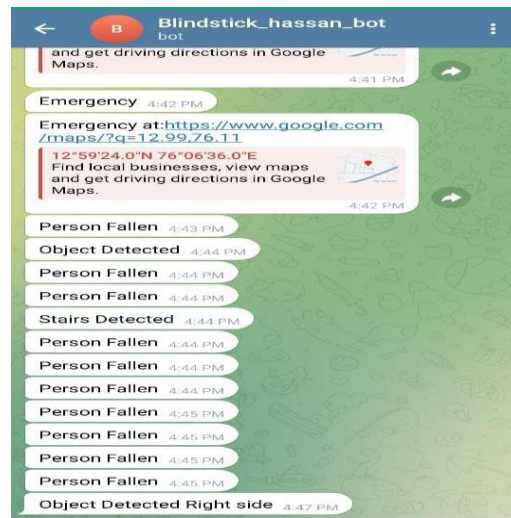 B
Blindstick_hassan_bot
bot
and get driving directions in Google
Maps.
4:41 PM
Emergency 4:42 PM
Emergency at:https://www.google.com
/maps/?q=12.99,76.11
12°59'24.0"N 76°06'36.0"E
Find local businesses, view maps
and get driving directions in Google
Maps.
4:42 PM
Person Fallen 4:43 PM
Object Detected 4:44 PM
Person Fallen 4:44 PM
Person Fallen 4:44 PM
Stairs Detected 4:44 PM
Person Fallen 4:44 PM
Person Fallen 4:44 PM
Person Fallen 4:44 PM
Person Fallen 4:45 PM
Person Fallen 4:45 PM
Person Fallen 4:45 PM
Person Fallen 4:45 PM
Object Detected Right side 4:47 PM